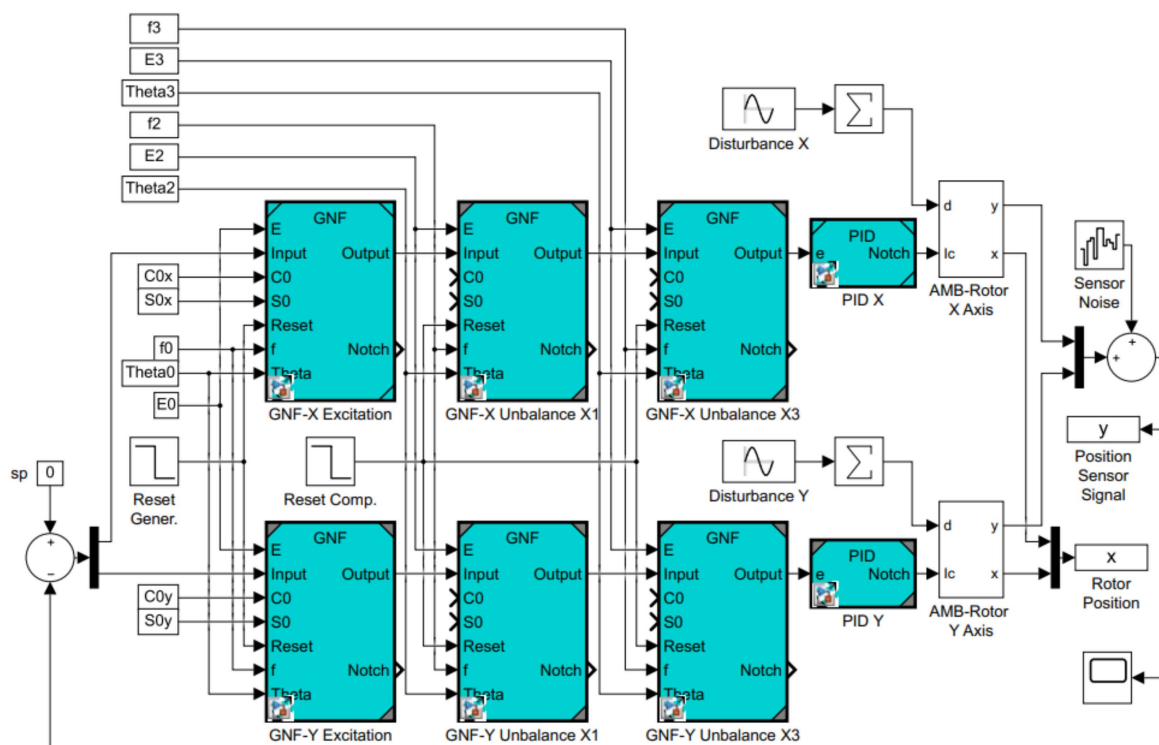 f3
E3
Theta3
f2
E2
Theta2
Disturbance X
GNF
E
Input
C0
S0
Reset
f
Theta
Output
Notch
GNF-X Excitation
GNF
E
Input
C0
S0
Reset
f
Theta
Output
Notch
GNF-X Unbalance X1
GNF
E
Input
C0
S0
Reset
f
Theta
Output
Notch
GNF-X Unbalance X3
PID
e
Notch
PID X
d
Ic
y
x
AMB-Rotor
X Axis
Sensor
Noise
C0x
S0x
f0
Theta0
E0
+
+
y
Position
Sensor
Signal
sp
0
+
−
Reset
Gener.
Reset Comp.
Disturbance Y
C0y
S0y
GNF
E
Input
C0
S0
Reset
f
Theta
Output
Notch
GNF-Y Excitation
GNF
E
Input
C0
S0
Reset
f
Theta
Output
Notch
GNF-Y Unbalance X1
GNF
E
Input
C0
S0
Reset
f
Theta
Output
Notch
GNF-Y Unbalance X3
PID
e
Notch
PID Y
d
Ic
y
x
AMB-Rotor
Y Axis
x
Rotor
Position